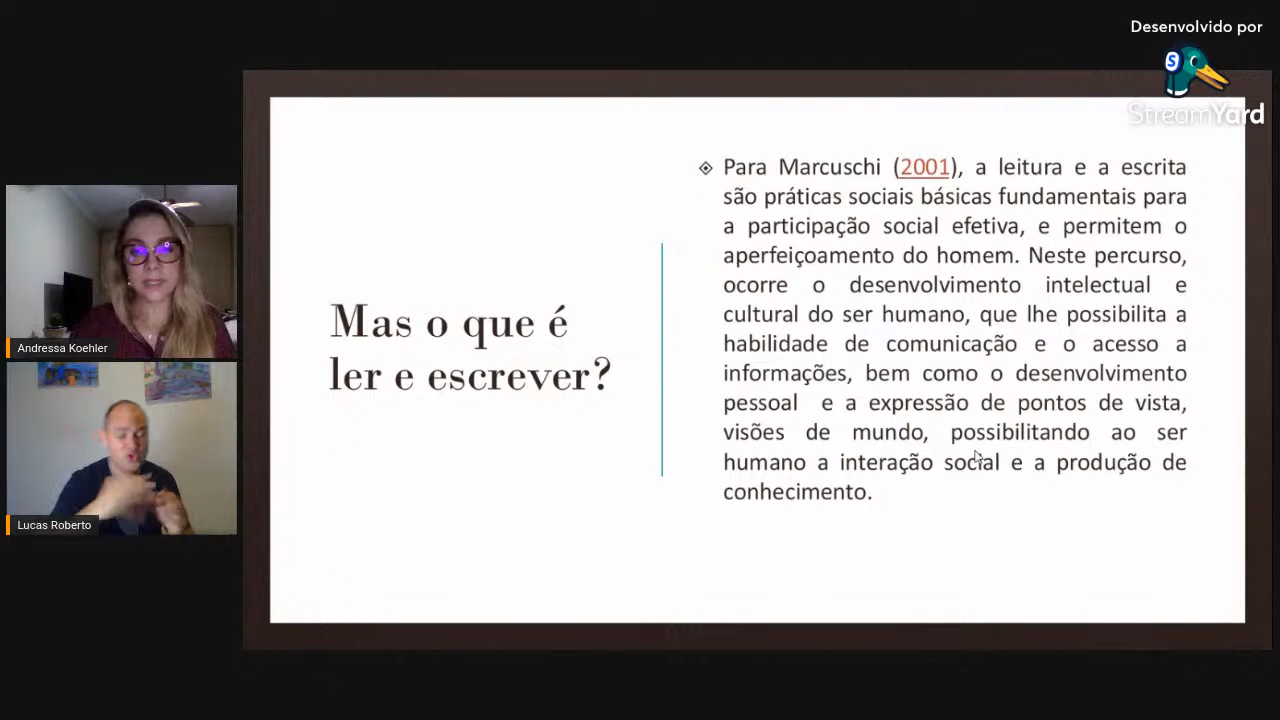 Desenvolvido por
StreamYard
Mas o que é
ler e escrever?
Para Marcuschi (2001), a leitura e a escrita
são práticas sociais básicas fundamentais para
a participação social efetiva, e permitem o
aperfeiçoamento do homem. Neste percurso,
ocorre o desenvolvimento intelectual e
cultural do ser humano, que lhe possibilita a
habilidade de comunicação e o acesso a
informações, bem como o desenvolvimento
pessoal e a expressão de pontos de vista,
visões de mundo, possibilitando ao ser
humano a interação social e a produção de
conhecimento.
Andressa Koehler
Lucas Roberto